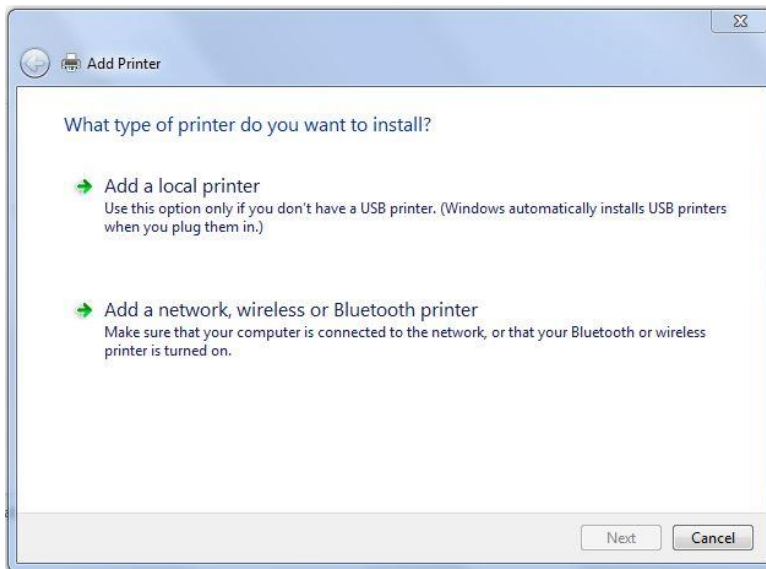 Add Printer
What type of printer do you want to install?
Add a local printer
Use this option only if you don't have a USB printer. (Windows automatically installs USB printers
when you plug them in.)
Add a network, wireless or Bluetooth printer
Make sure that your computer is connected to the network, or that your Bluetooth or wireless
printer is turned on.
Next Cancel